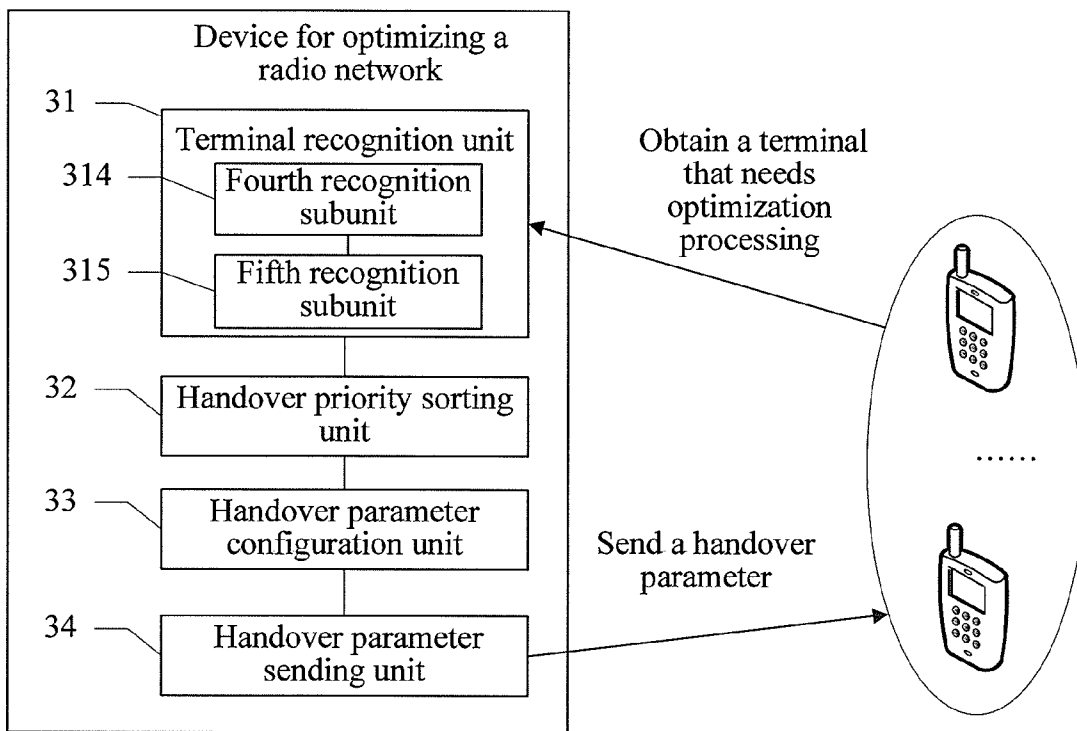 Device for optimizing a
radio network
31
Terminal recognition unit
314
Fourth recognition
subunit
315
Fifth recognition
subunit
32
Handover priority sorting
unit
33
Handover parameter
configuration unit
34
Handover parameter
sending unit
Obtain a terminal
that needs
optimization
processing
......
Send a handover
parameter